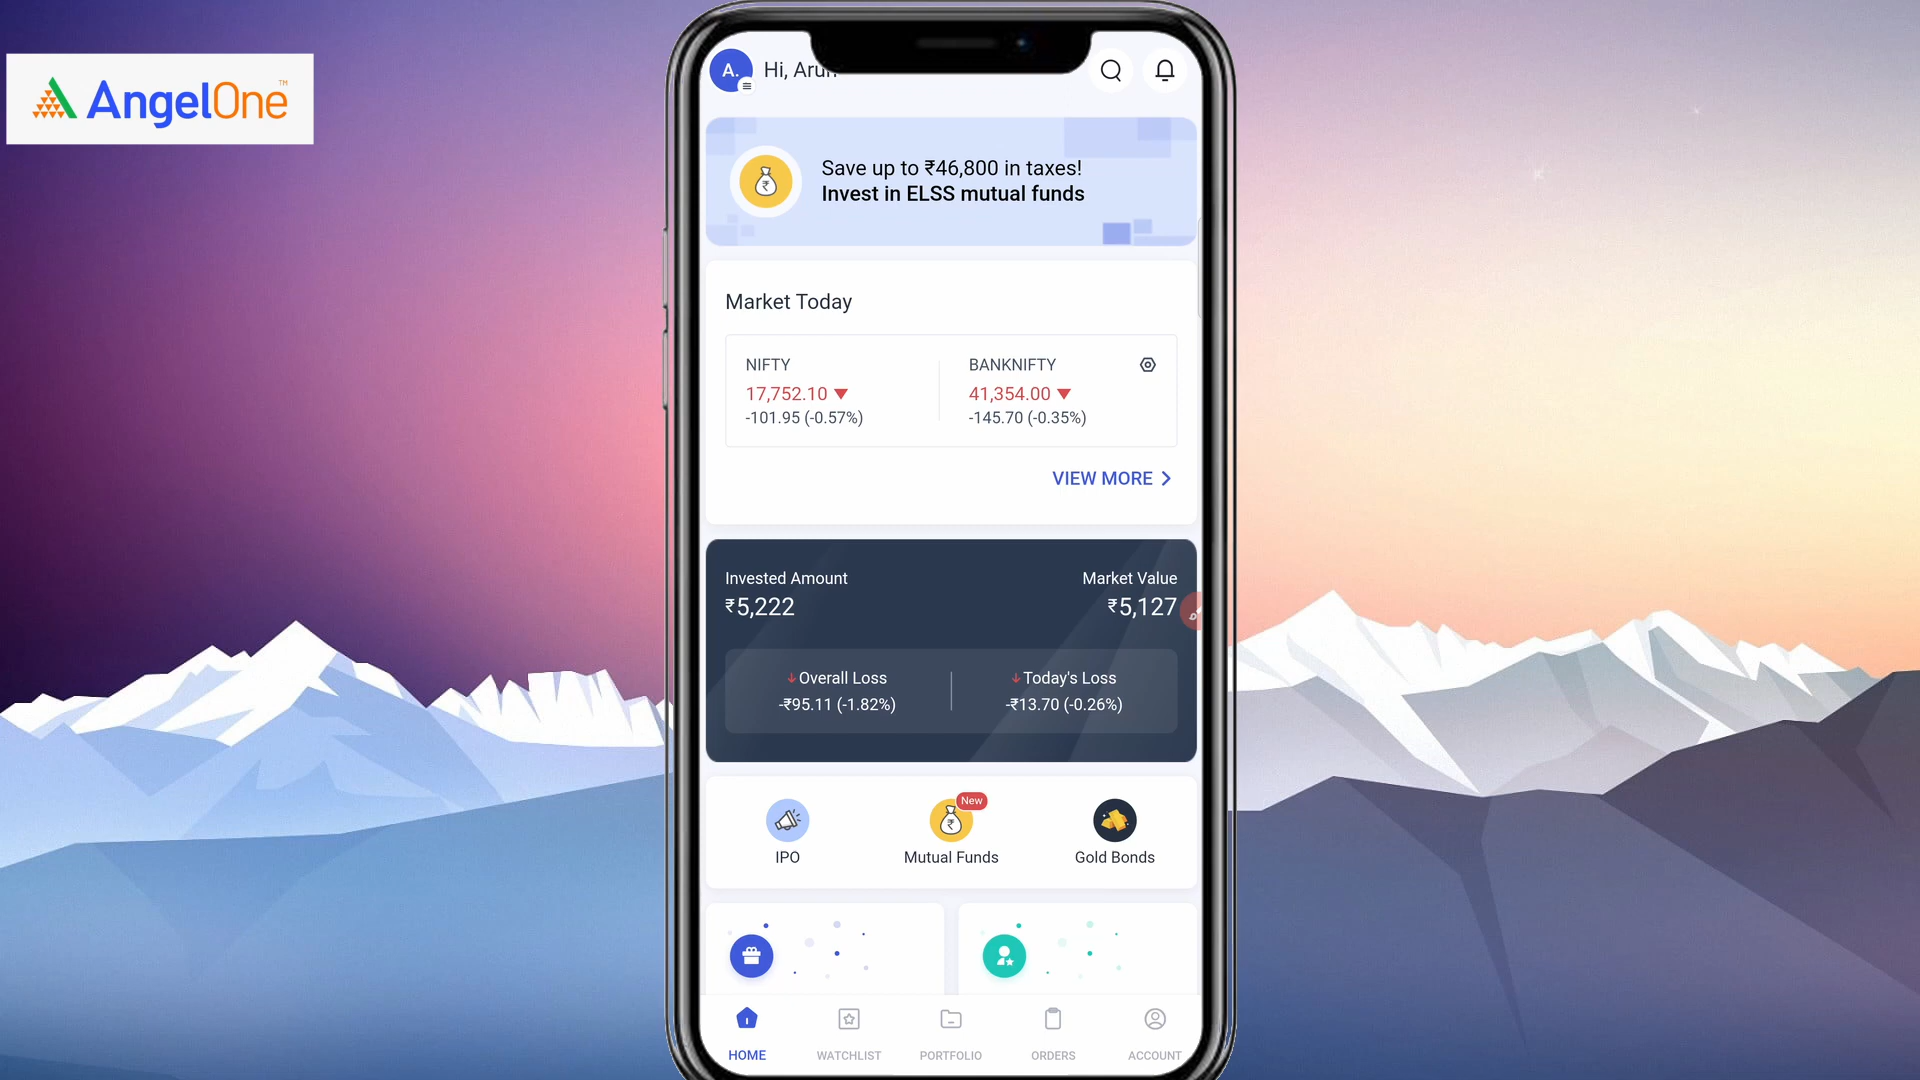 AngelOne™
A.
Hi, Arun
Save up to ₹46,800 in taxes!
Invest in ELSS mutual funds
Market Today
NIFTY
17,752.10
-101.95 (-0.57%)
BANKNIFTY
41,354.00
-145.70 (-0.35%)
VIEW MORE
Invested Amount
₹5,222
Market Value
₹5,127
Overall Loss
-₹95.11 (-1.82%)
Today's Loss
-₹13.70 (-0.26%)
IPO
New
Mutual Funds
Gold Bonds
HOME
WATCHLIST
PORTFOLIO
ORDERS
ACCOUNT